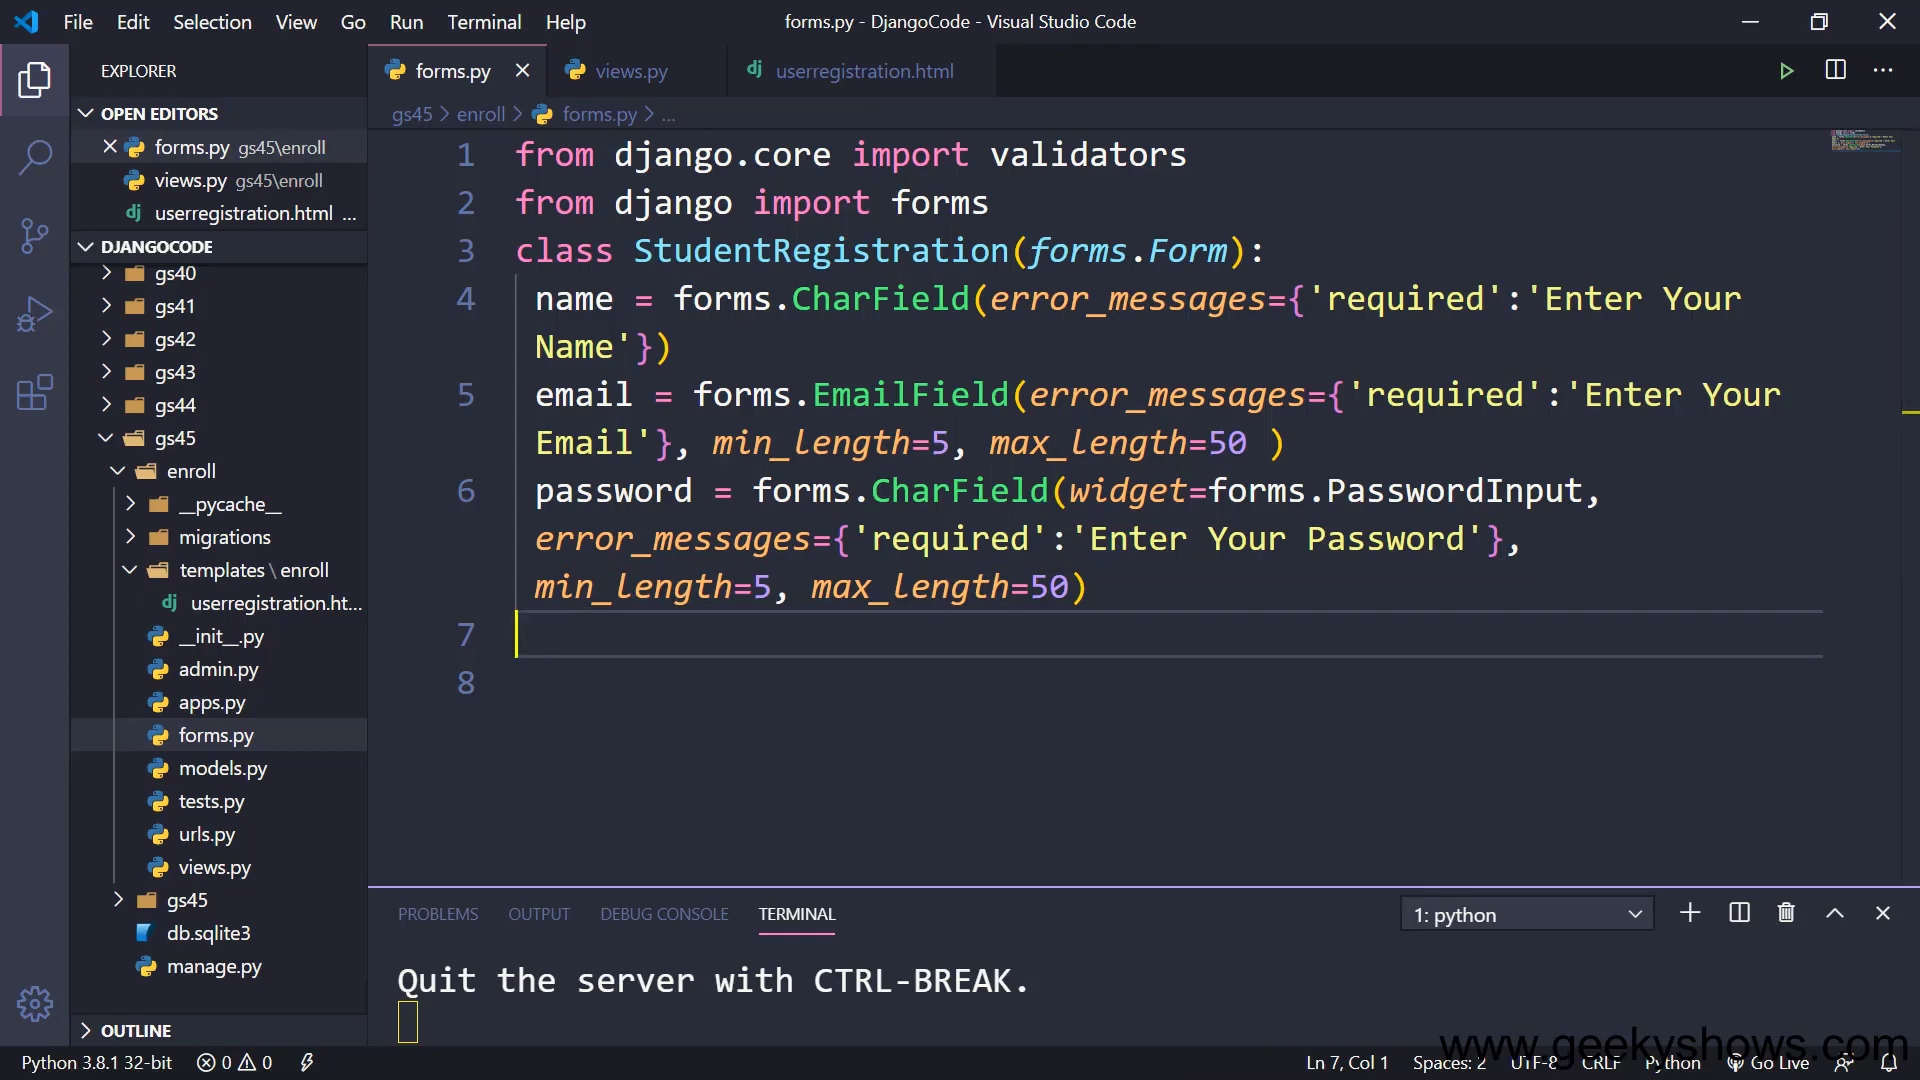 File Edit Selection View Go Run Terminal Help forms.py - DjangoCode - Visual Studio Code
EXPLORER
OPEN EDITORS
forms.py gs45\enroll
views.py gs45\enroll
userregistration.html ...
DJANGOCODE
gs40
gs41
gs42
gs43
gs44
gs45
enroll
__pycache__
migrations
templates \ enroll
userregistration.ht...
__init__.py
admin.py
apps.py
forms.py
models.py
tests.py
urls.py
views.py
gs45
db.sqlite3
manage.py
OUTLINE
forms.py views.py userregistration.html
gs45 > enroll > forms.py > ...
1 from django.core import validators
2 from django import forms
3 class StudentRegistration(forms.Form):
4 name = forms.CharField(error_messages={'required':'Enter Your
Name'})
5 email = forms.EmailField(error_messages={'required':'Enter Your
Email'}, min_length=5, max_length=50 )
6 password = forms.CharField(widget=forms.PasswordInput,
error_messages={'required':'Enter Your Password'},
min_length=5, max_length=50)
7
8
PROBLEMS OUTPUT DEBUG CONSOLE TERMINAL 1: python
Quit the server with CTRL-BREAK.
www.geekyshows.com
Python 3.8.1 32-bit 0 0 Ln 7, Col 1 Spaces: 2 UTF-8 CRLF Python Go Live